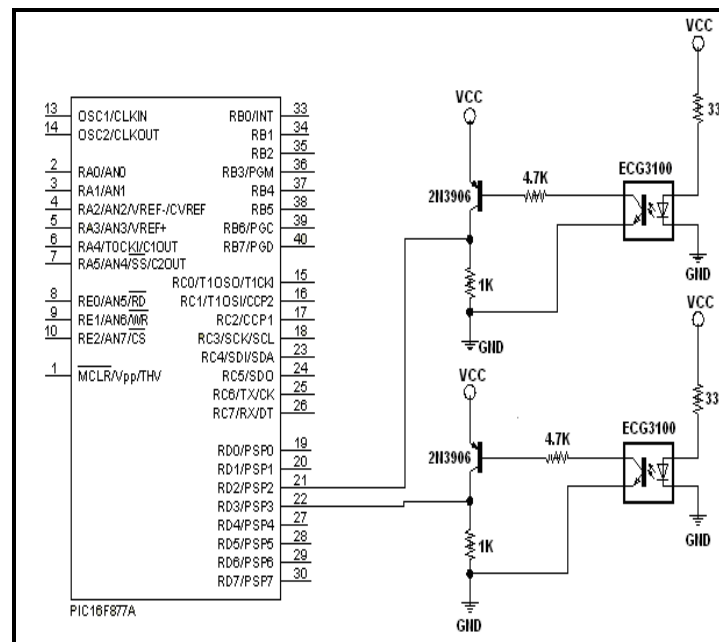 VCC
33
ECG3100
GND
VCC
4.7K
2N3906
1K
GND
VCC
33
ECG3100
GND
VCC
4.7K
2N3906
1K
GND
13 OSC1/CLKIN RB0/INT 33
14 OSC2/CLKOUT RB1 34
RB2 35
2 RA0/AN0 RB3/PGM 36
3 RA1/AN1 RB4 37
4 RA2/AN2/VREF-/CVREF RB5 38
5 RA3/AN3/VREF+ RB6/PGC 39
6 RA4/T0CKI/C1OUT RB7/PGD 40
7 RA5/AN4/SS/C2OUT
RC0/T1OSO/T1CKI 15
8 RE0/AN5/RD RC1/T1OSI/CCP2 16
9 RE1/AN6/WR RC2/CCP1 17
10 RE2/AN7/CS RC3/SCK/SCL 18
RC4/SDI/SDA 23
1 MCLR/Vpp/THV RC5/SDO 24
RC6/TX/CK 25
RC7/RX/DT 26
RD0/PSP0 19
RD1/PSP1 20
RD2/PSP2 21
RD3/PSP3 22
RD4/PSP4 27
RD5/PSP5 28
RD6/PSP6 29
RD7/PSP7 30
PIC16F877A